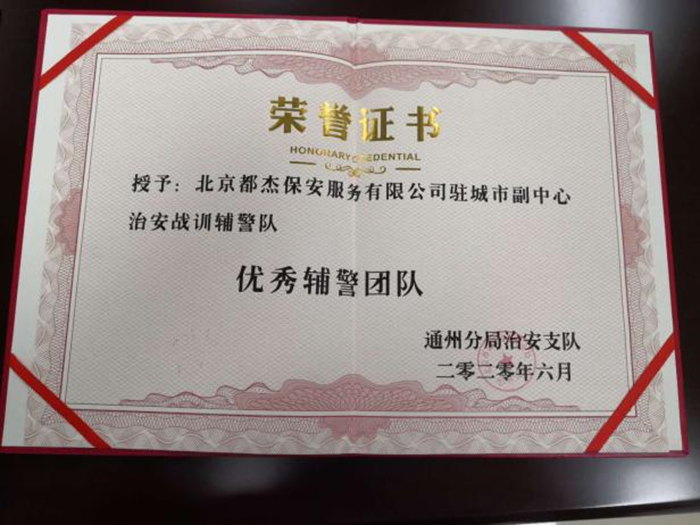 荣誉证书
HONORARY CREDENTIAL
授予：北京都杰保安服务有限公司驻城市副中心
治安战训辅警队
优秀辅警团队
通州分局治安支队
二零二零年六月